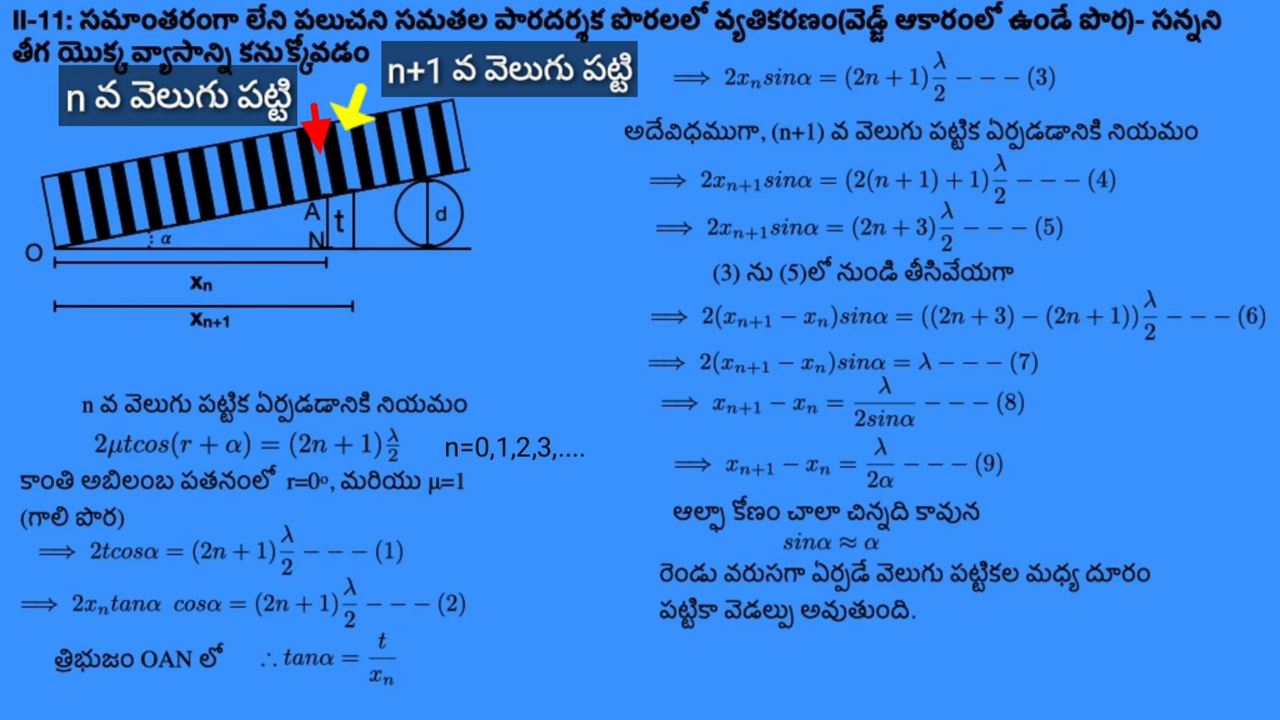 II-11: సమాంతరంగా లేని పలుచని సమతల పారదర్శక పొరలలో వ్యతికరణం(వెడ్జ్ ఆకారంలో ఉండే పొర)- సన్నని
తీగ యొక్క వ్యాసాన్ని కనుక్కోవడం
n వ వెలుగు పట్టి
n+1 వ వెలుగు పట్టి
A
t
d
O
α
N
xn
xn+1
n వ వెలుగు పట్టిక ఏర్పడడానికి నియమం
2μtcos(r + α) = (2n + 1)λ/2 n=0,1,2,3,....
కాంతి అబిలంబ పతనంలో r=0°, మరియు μ=1
(గాలి పొర)
⟹ 2tcosα = (2n + 1)λ/2 − − − (1)
⟹ 2xₙtanα cosα = (2n + 1)λ/2 − − − (2)
త్రిభుజం OAN లో ∴ tanα = t/xₙ
⟹ 2xₙsinα = (2n + 1)λ/2 − − − (3)
అదేవిధముగా, (n+1) వ వెలుగు పట్టిక ఏర్పడడానికి నియమం
⟹ 2xₙ₊₁sinα = (2(n + 1) + 1)λ/2 − − − (4)
⟹ 2xₙ₊₁sinα = (2n + 3)λ/2 − − − (5)
(3) ను (5)లో నుండి తీసివేయగా
⟹ 2(xₙ₊₁ − xₙ)sinα = ((2n + 3) − (2n + 1))λ/2 − − − (6)
⟹ 2(xₙ₊₁ − xₙ)sinα = λ − − − (7)
⟹ xₙ₊₁ − xₙ = λ/2sinα − − − (8)
⟹ xₙ₊₁ − xₙ = λ/2α − − − (9)
ఆల్ఫా కోణం చాలా చిన్నది కావున
sinα ≈ α
రెండు వరుసగా ఏర్పడే వెలుగు పట్టికల మధ్య దూరం
పట్టికా వెడల్పు అవుతుంది.